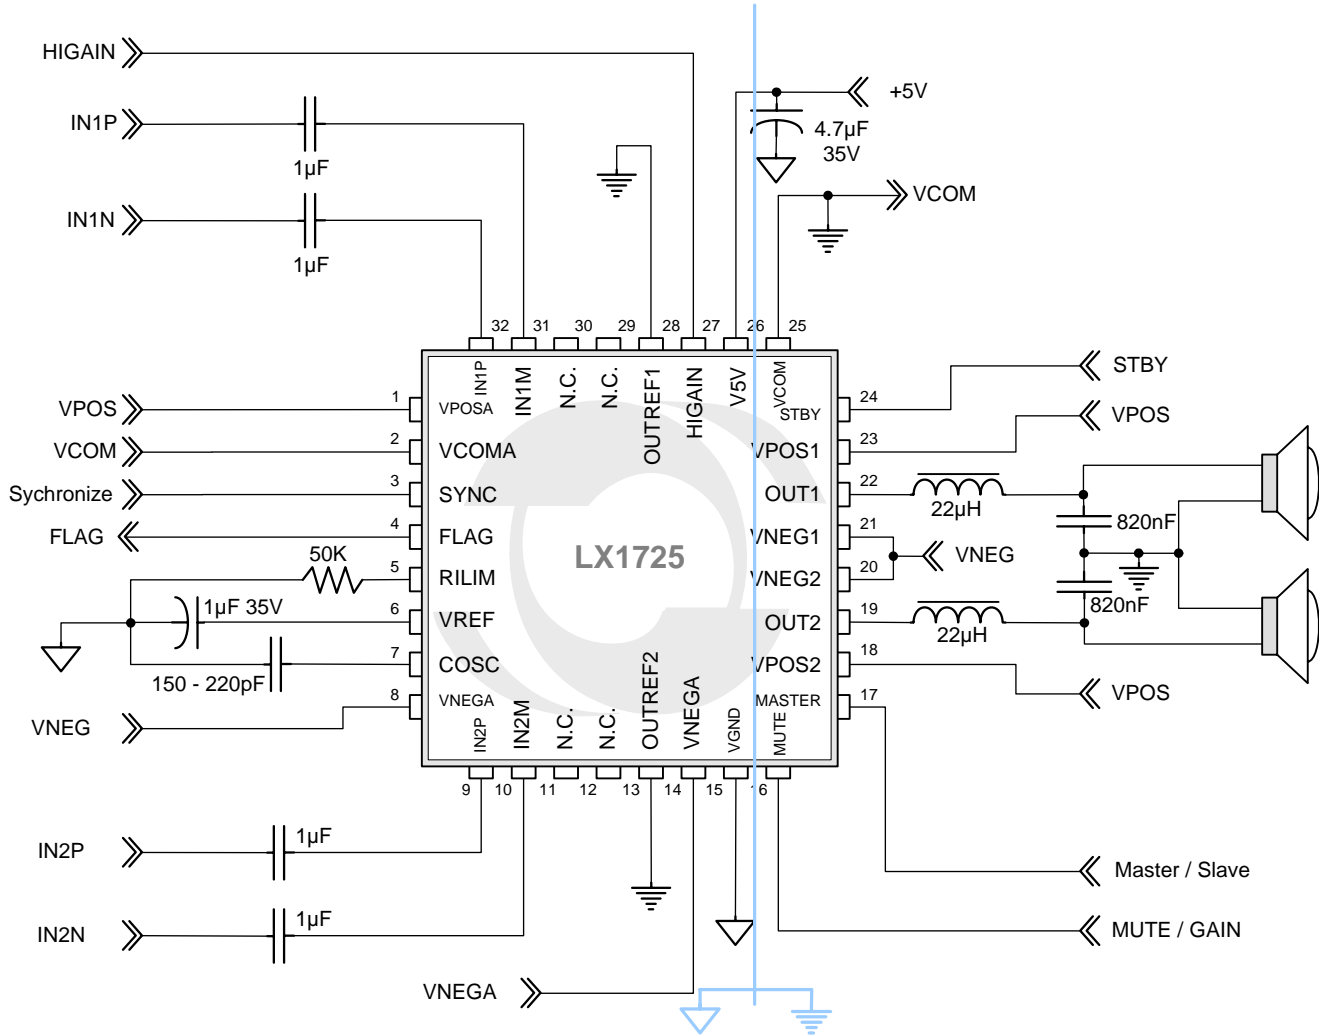 HIGAIN
+5V
IN1P
1µF
4.7µF
35V
VCOM
IN1N
1µF
32 31 30 29 28 27 26 25
IN1P
IN1M
N.C.
N.C.
OUTREF1
HIGAIN
V5V
VCOM
VPOS
1
VPOSA
VCOM
2
VCOMA
Sychronize
3
SYNC
FLAG
4
FLAG
50K
5
RILIM
1µF 35V
6
VREF
150 - 220pF
7
COSC
VNEG
8
VNEGA
LX1725
STBY
24
STBY
VPOS1
23
VPOS
OUT1
22
22µH
820nF
VNEG1
21
VNEG
VNEG2
20
820nF
OUT2
19
22µH
VPOS2
18
VPOS
MASTER
17
IN2P
IN2M
N.C.
N.C.
OUTREF2
VNEGA
VGND
MUTE
9 10 11 12 13 14 15 16
IN2P
1µF
Master / Slave
IN2N
1µF
MUTE / GAIN
VNEGA